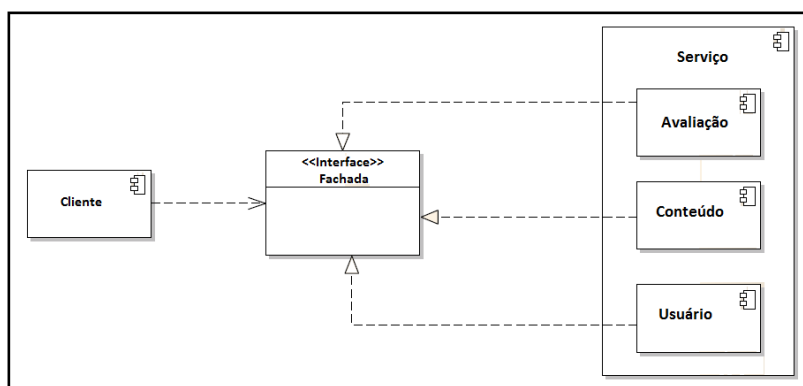 Serviço
Avaliação
<<Interface>>
Fachada
Cliente
Conteúdo
Usuário